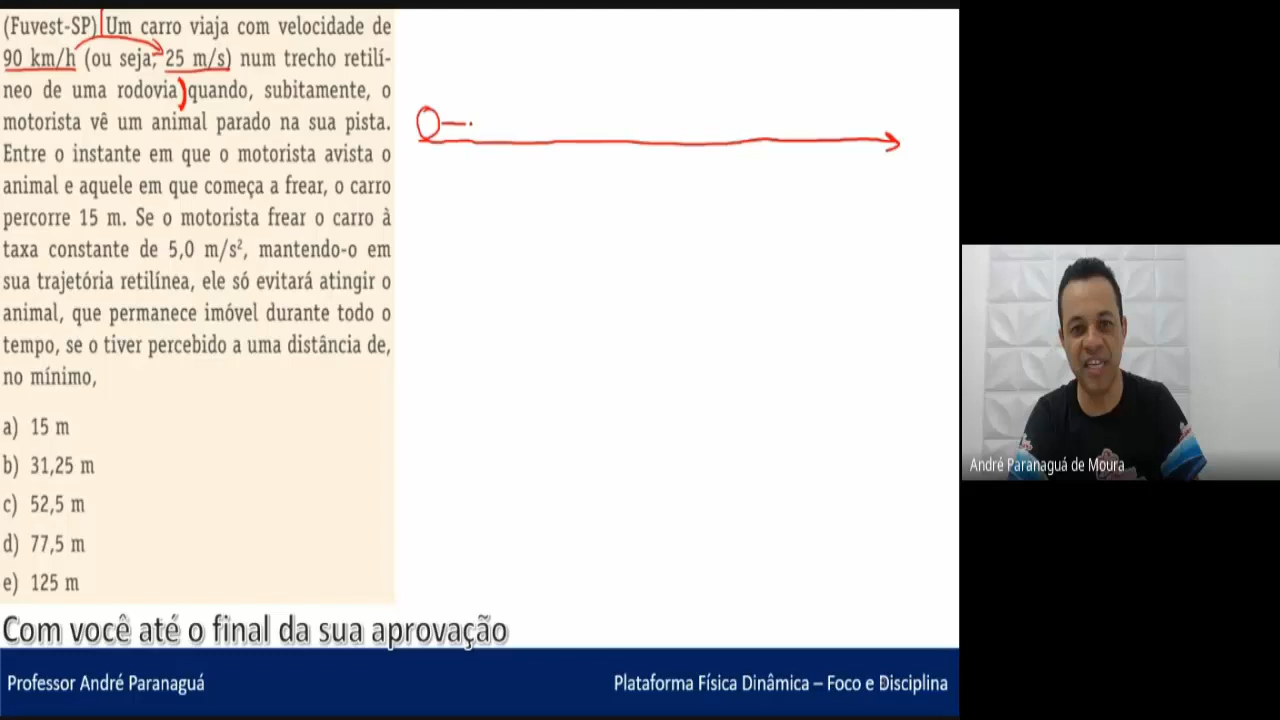 (Fuvest-SP) Um carro viaja com velocidade de
90 km/h (ou seja, 25 m/s) num trecho retilí-
neo de uma rodovia quando, subitamente, o
motorista vê um animal parado na sua pista.
Entre o instante em que o motorista avista o
animal e aquele em que começa a frear, o carro
percorre 15 m. Se o motorista frear o carro à
taxa constante de 5,0 m/s², mantendo-o em
sua trajetória retilínea, ele só evitará atingir o
animal, que permanece imóvel durante todo o
tempo, se o tiver percebido a uma distância de,
no mínimo,
a) 15 m
b) 31,25 m
c) 52,5 m
d) 77,5 m
e) 125 m
Com você até o final da sua aprovação
Professor André Paranaguá
Plataforma Física Dinâmica – Foco e Disciplina
André Paranaguá de Moura